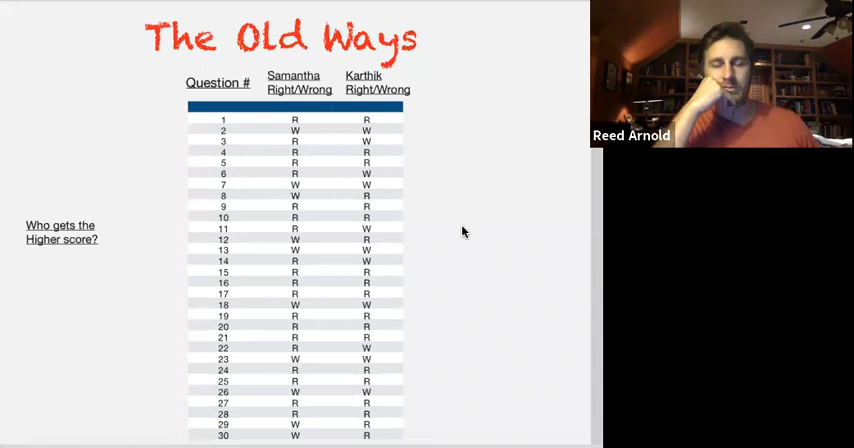 The Old Ways
Question # Samantha Right/Wrong Karthik Right/Wrong
1 R R
2 W W
3 R W
4 R R
5 R R
6 R W
7 W W
8 W R
9 R R
10 R R
11 R W
12 W R
13 W W
14 R W
15 R R
16 R R
17 R R
18 W W
19 R R
20 R R
21 R R
22 R W
23 W W
24 R R
25 R R
26 W W
27 R R
28 R R
29 W R
30 W R
Who gets the
Higher score?
Reed Arnold